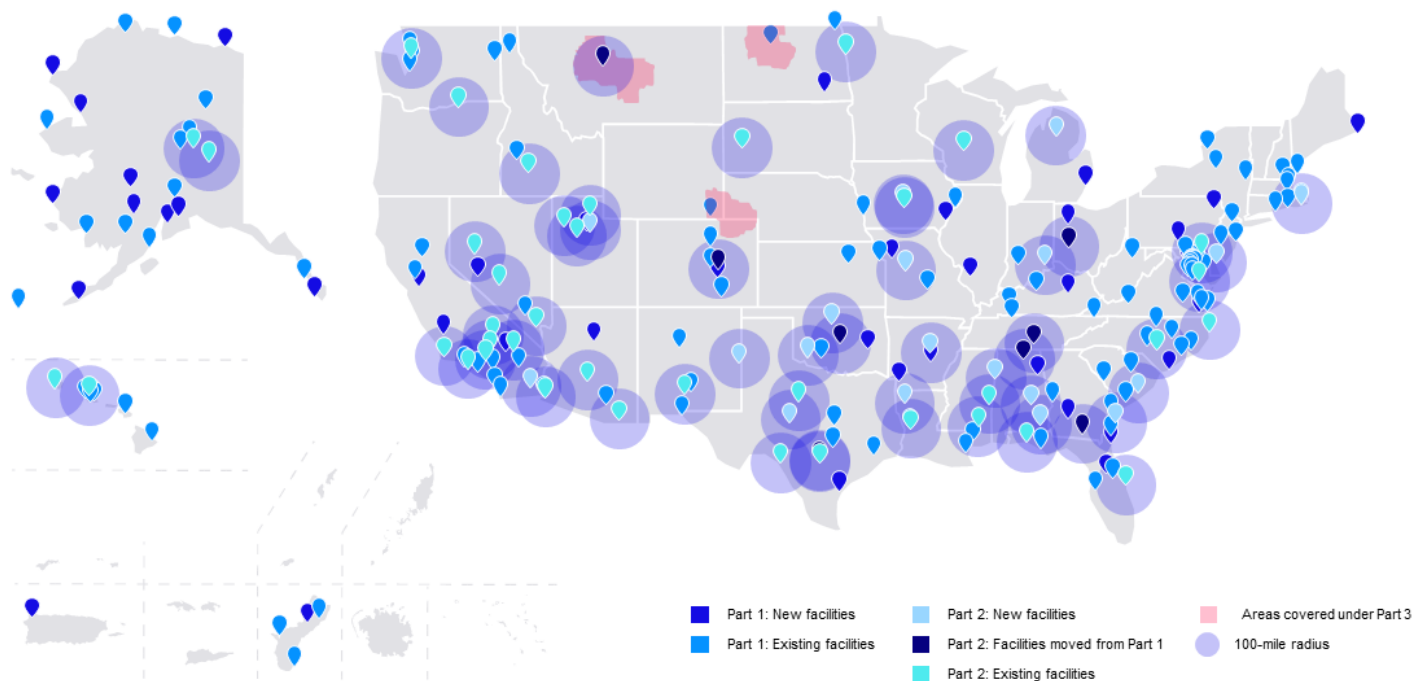 Part 1: New facilities
Part 2: New facilities
Areas covered under Part 3
Part 1: Existing facilities
Part 2: Facilities moved from Part 1
100-mile radius
Part 2: Existing facilities